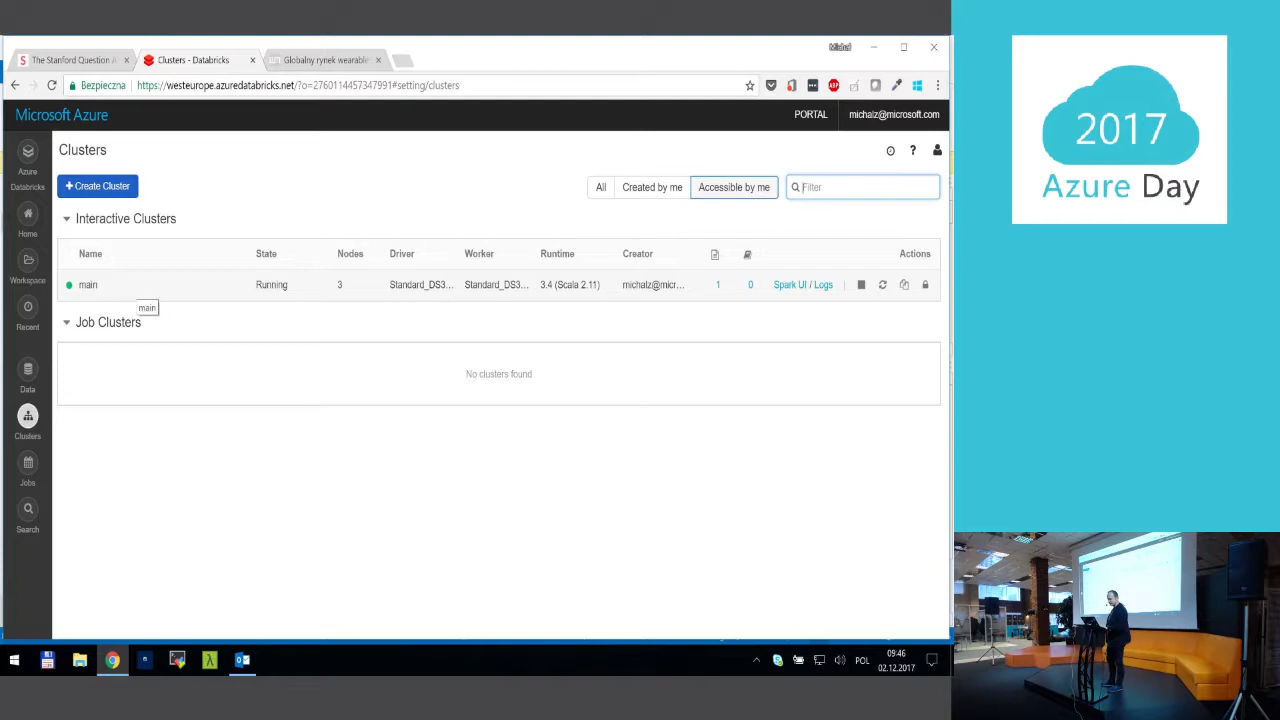 The Stanford Question A
Clusters - Databricks
Globalny rynek wearable
Michał
Bezpieczna
https://westeurope.azuredatabricks.net/?o=2760114457347991#setting/clusters
ABP
Microsoft Azure
PORTAL
michalz@microsoft.com
Azure
Databricks
Home
Workspace
Recent
Data
Clusters
Jobs
Search
Clusters
?
+ Create Cluster
All
Created by me
Accessible by me
Filter
Interactive Clusters
Name State Nodes Driver Worker Runtime Creator Actions
main Running 3 Standard_DS3... Standard_DS3... 3.4 (Scala 2.11) michalz@micr... 1 0 Spark UI / Logs
main
Job Clusters
No clusters found
POL
09:46
02.12.2017
2017
Azure Day